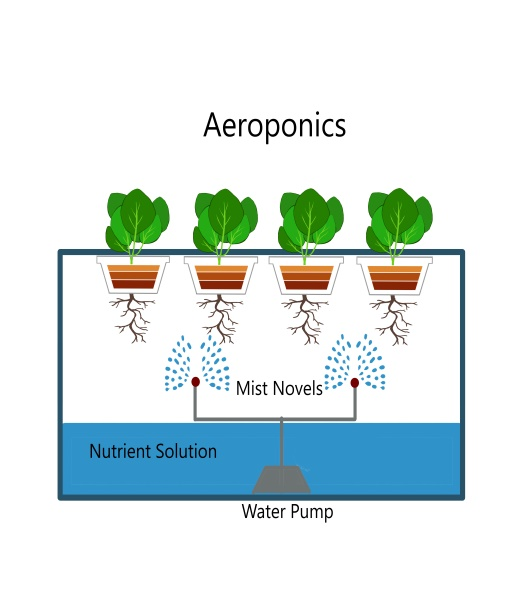 Aeroponics
Mist Novels
Nutrient Solution
Water Pump